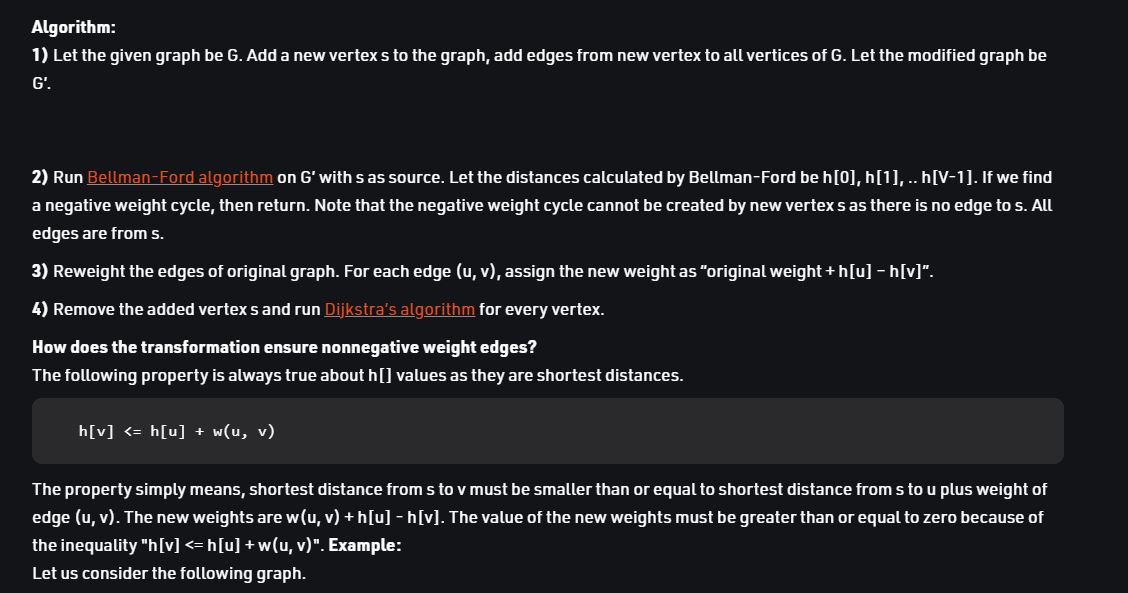 Algorithm:
1) Let the given graph be G. Add a new vertex s to the graph, add edges from new vertex to all vertices of G. Let the modified graph be
G’.
2) Run Bellman-Ford algorithm on G’ with s as source. Let the distances calculated by Bellman-Ford be h[0], h[1], .. h[V-1]. If we find
a negative weight cycle, then return. Note that the negative weight cycle cannot be created by new vertex s as there is no edge to s. All
edges are from s.
3) Reweight the edges of original graph. For each edge (u, v), assign the new weight as “original weight + h[u] – h[v]”.
4) Remove the added vertex s and run Dijkstra’s algorithm for every vertex.
How does the transformation ensure nonnegative weight edges?
The following property is always true about h[] values as they are shortest distances.
h[v] <= h[u] + w(u, v)
The property simply means, shortest distance from s to v must be smaller than or equal to shortest distance from s to u plus weight of
edge (u, v). The new weights are w(u, v) + h[u] - h[v]. The value of the new weights must be greater than or equal to zero because of
the inequality "h[v] <= h[u] + w(u, v)". Example:
Let us consider the following graph.